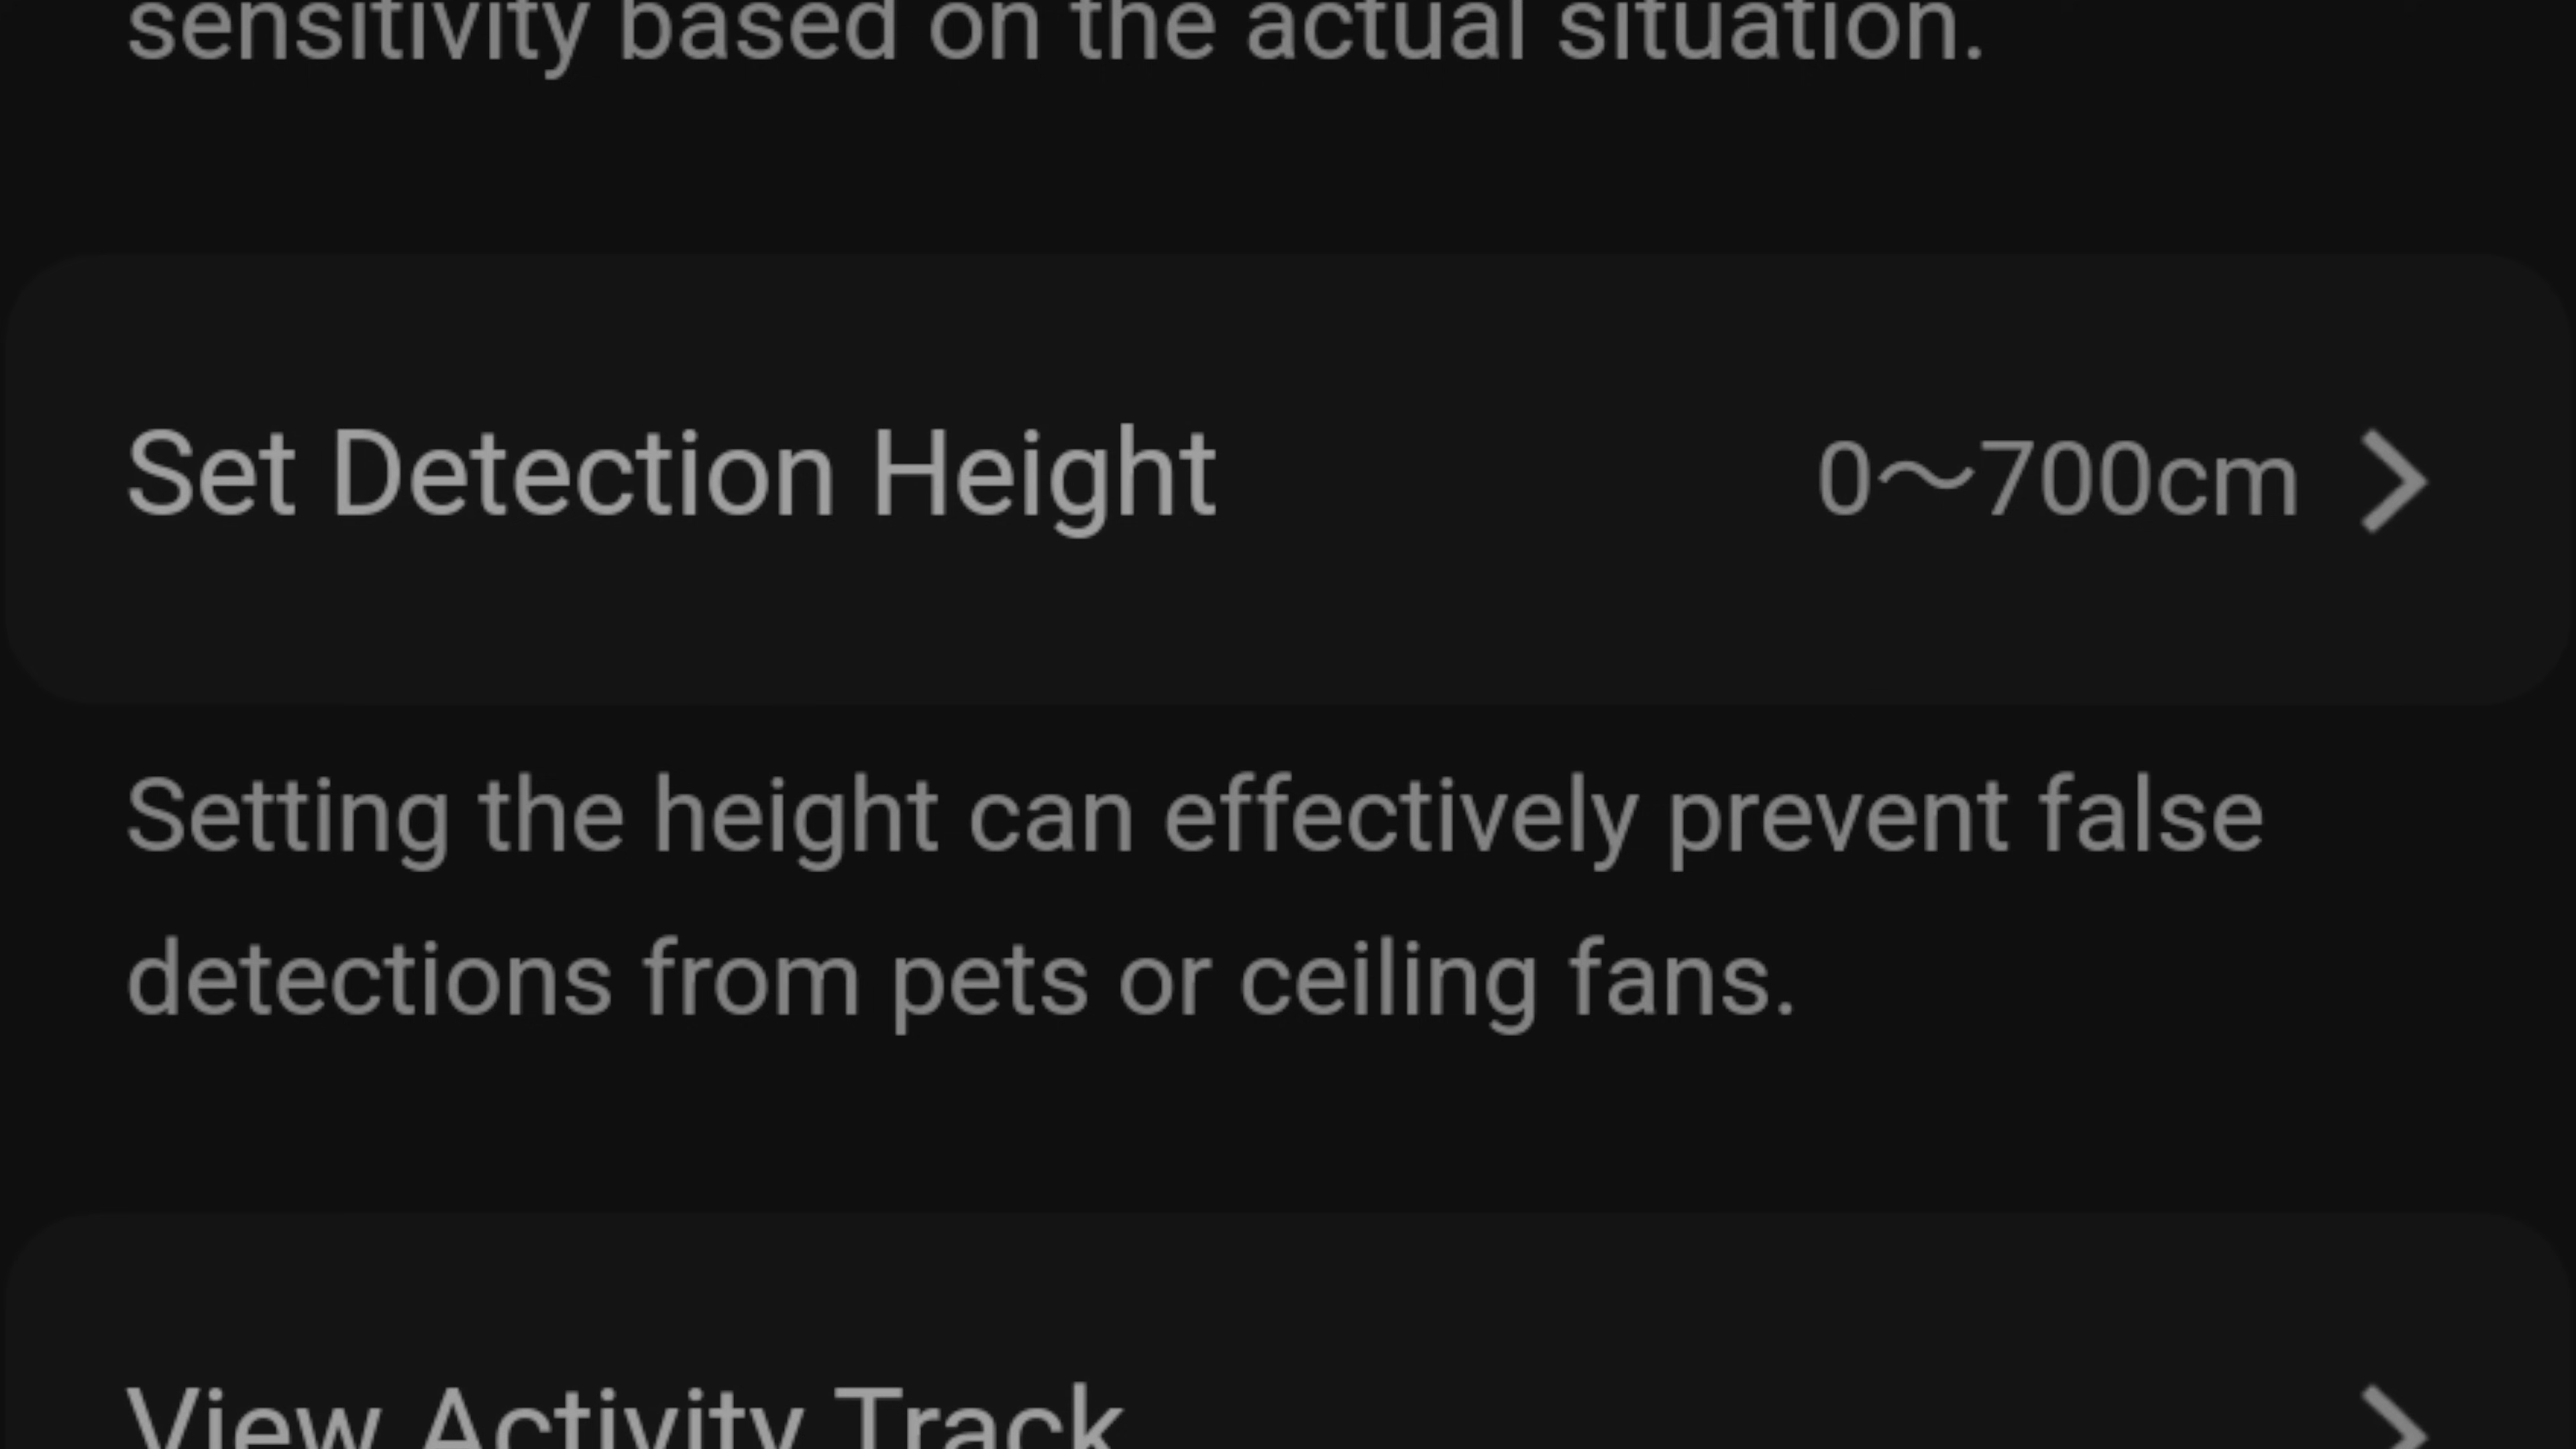 sensitivity based on the actual situation.
Set Detection Height 0～700cm
Setting the height can effectively prevent false
detections from pets or ceiling fans.
View Activity Track